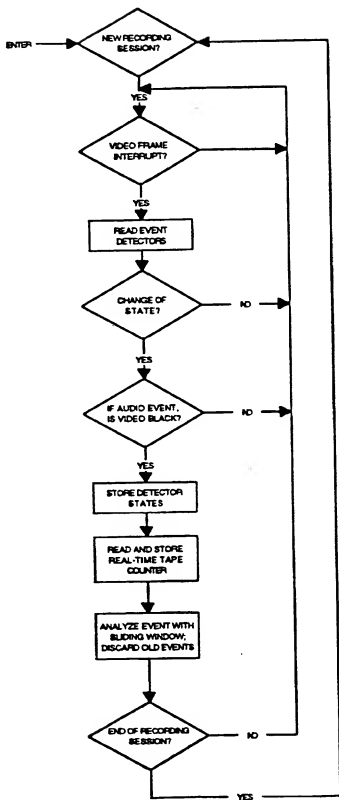 ENTER
NEW RECORDING
SESSION?
YES
VIDEO FRAME
INTERRUPT?
YES
READ EVENT
DETECTORS
CHANGE OF
STATE?
NO
YES
IF AUDIO EVENT,
IS VIDEO BLACK?
NO
YES
STORE DETECTOR
STATES
READ AND STORE
REAL-TIME TAPE
COUNTER
ANALYZE EVENT WITH
SLIDING WINDOW;
DISCARD OLD EVENTS
END OF RECORDING
SESSION?
NO
YES